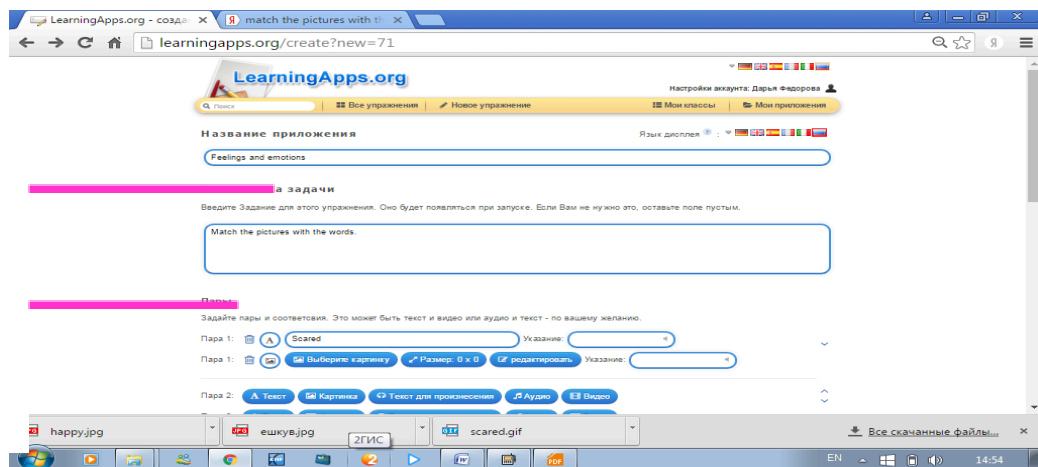 LearningApps.org - созда
match the pictures with th
learningapps.org/create?new=71
LearningApps.org
Настройки аккаунта: Дарья Федорова
Поиск
Все упражнения
Новое упражнение
Мои классы
Мои приложения
Название приложения
Язык дисплея
Feelings and emotions
а задачи
Введите Задание для этого упражнения. Оно будет появляться при запуске. Если Вам не нужно это, оставьте поле пустым.
Match the pictures with the words.
Пары
Задайте пары и соответсвия. Это может быть текст и видео или аудио и текст - по вашему желанию.
Пара 1: A Scared Указание:
Пара 1: Выберите картинку Размер: 0 x 0 редактировать Указание:
Пара 2: A Текст Картинка Текст для произнесения Аудио Видео
happy.jpg
ешкув.jpg
scared.gif
Все скачанные файлы...
2ГИС
EN
14:54